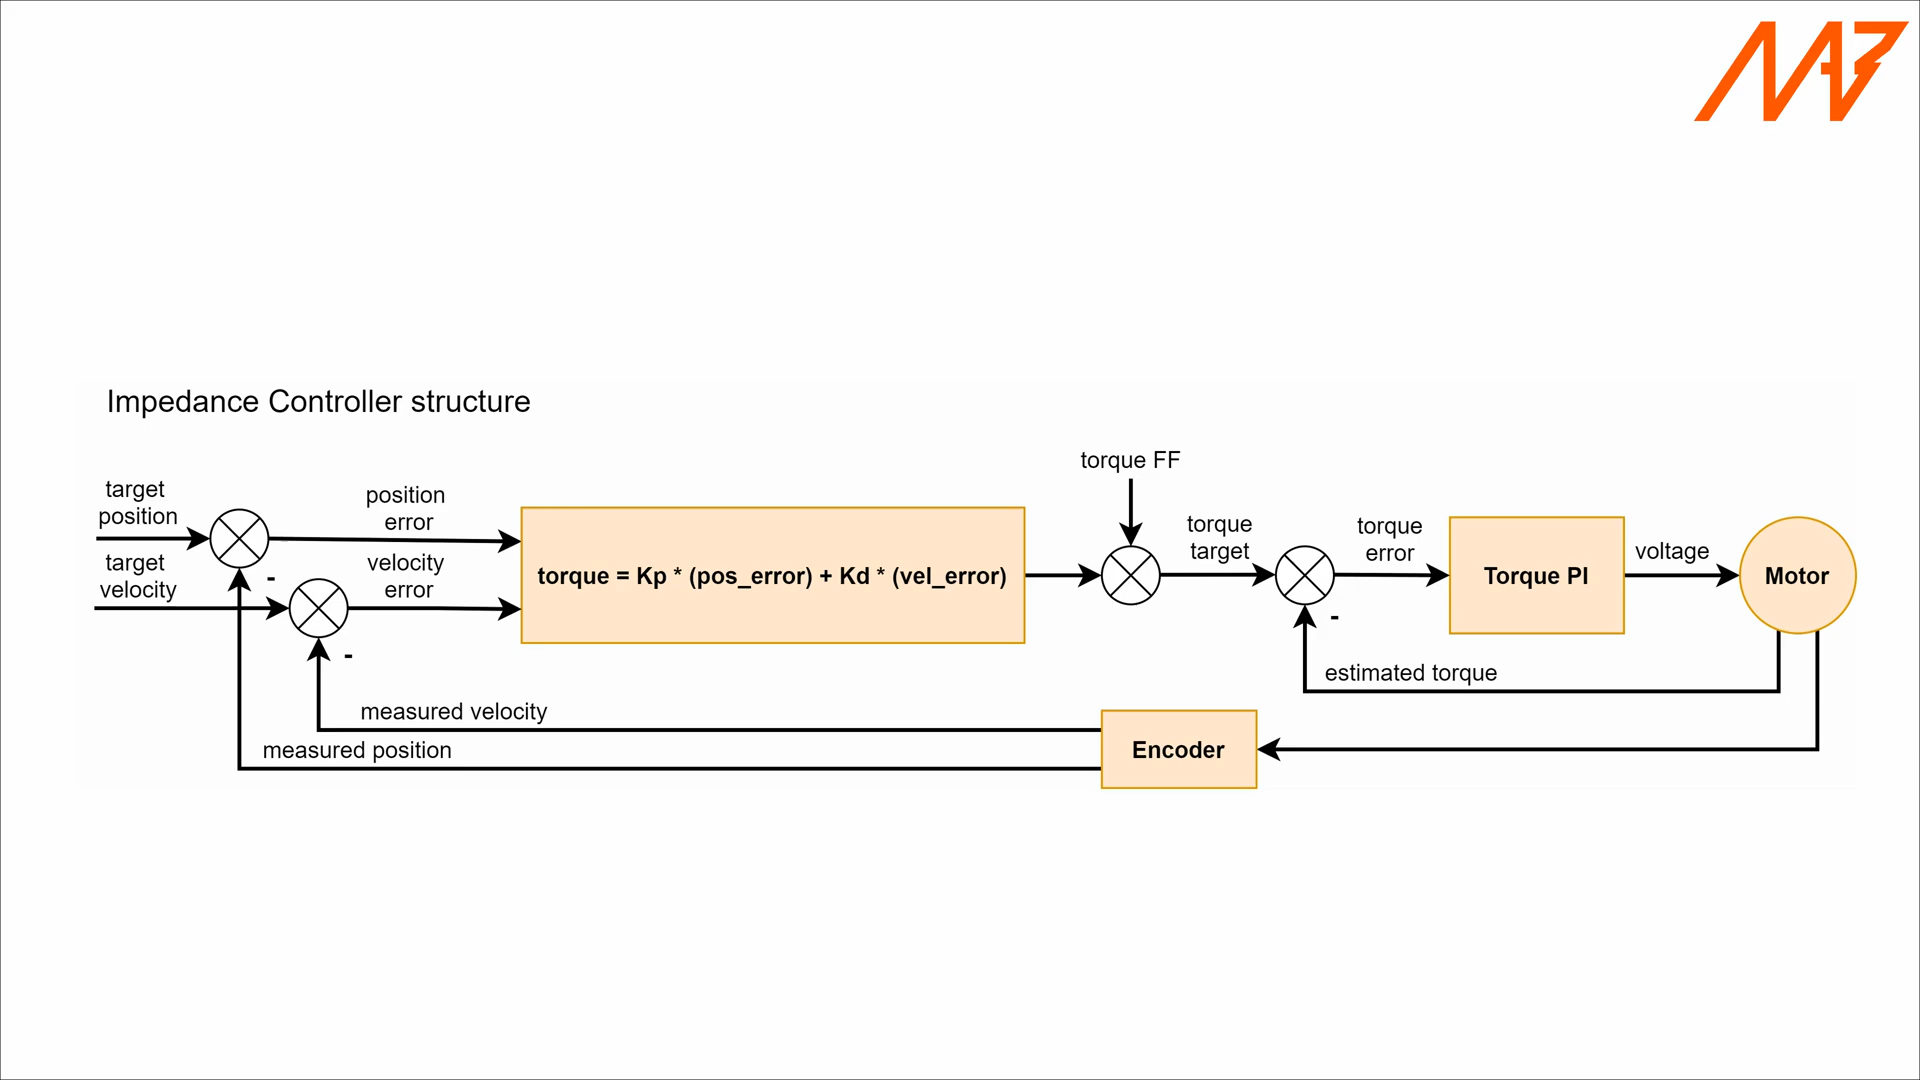 Impedance Controller structure
target
position
target
velocity
-
-
position
error
velocity
error
torque = Kp * (pos_error) + Kd * (vel_error)
torque FF
torque
target
torque
error
-
Torque PI
voltage
Motor
estimated torque
measured velocity
measured position
Encoder